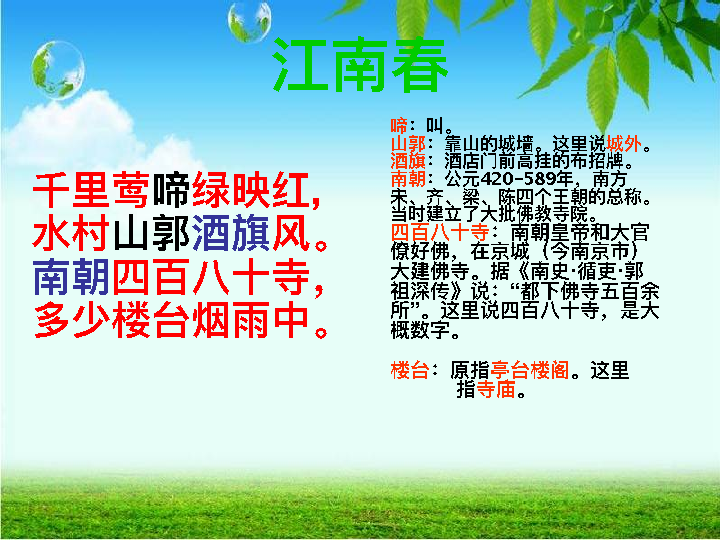 江南春
千里莺啼绿映红,
水村山郭酒旗风。
南朝四百八十寺,
多少楼台烟雨中。
啼：叫。
山郭：靠山的城墙。这里说城外。
酒旗：酒店门前高挂的布招牌。
南朝：公元420-589年，南方
宋、齐、梁、陈四个王朝的总称。
当时建立了大批佛教寺院。
四百八十寺：南朝皇帝和大官
僚好佛，在京城（今南京市）
大建佛寺。据《南史·循吏·郭
祖深传》说：“都下佛寺五百余
所”。这里说四百八十寺，是大
概数字。
楼台：原指亭台楼阁。这里
指寺庙。